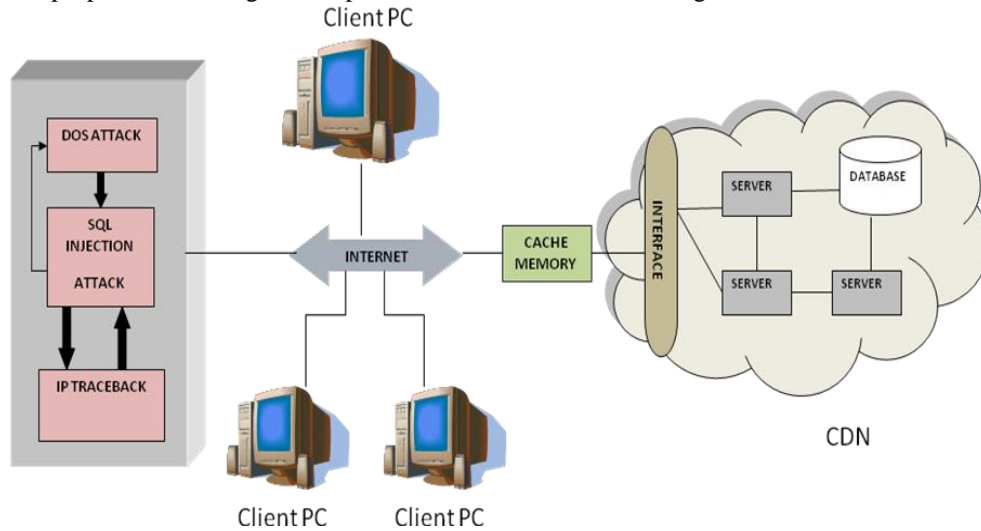 Client PC
DOS ATTACK
SQL
INJECTION
ATTACK
IP TRACEBACK
INTERNET
CACHE
MEMORY
INTERFACE
SERVER
DATABASE
SERVER
SERVER
CDN
Client PC
Client PC